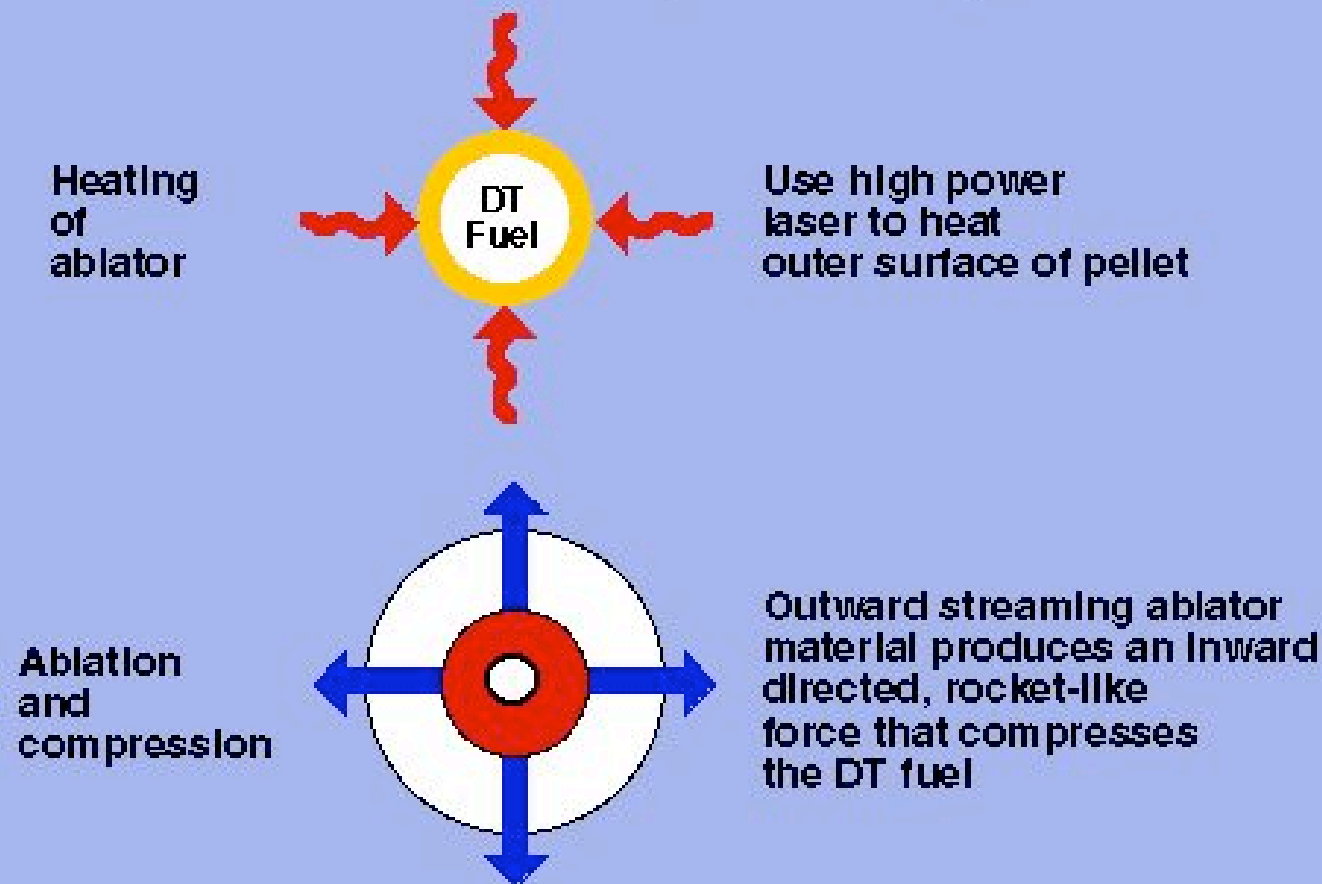 Heating
of
ablator
DT
Fuel
Use high power
laser to heat
outer surface of pellet
Ablation
and
compression
Outward streaming ablator
material produces an inward
directed, rocket-like
force that compresses
the DT fuel